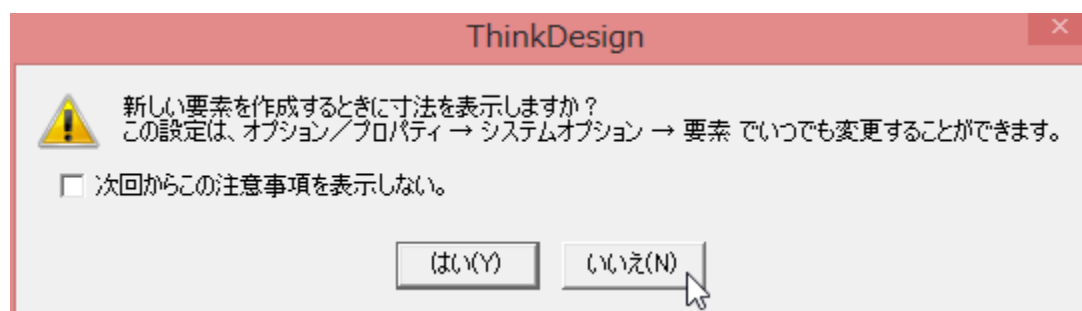 ThinkDesign
新しい要素を作成するときに寸法を表示しますか？
この設定は、オプション／プロパティ → システムオプション → 要素 でいつでも変更することができます。
次回からこの注意事項を表示しない。
はい(Y) いいえ(N)